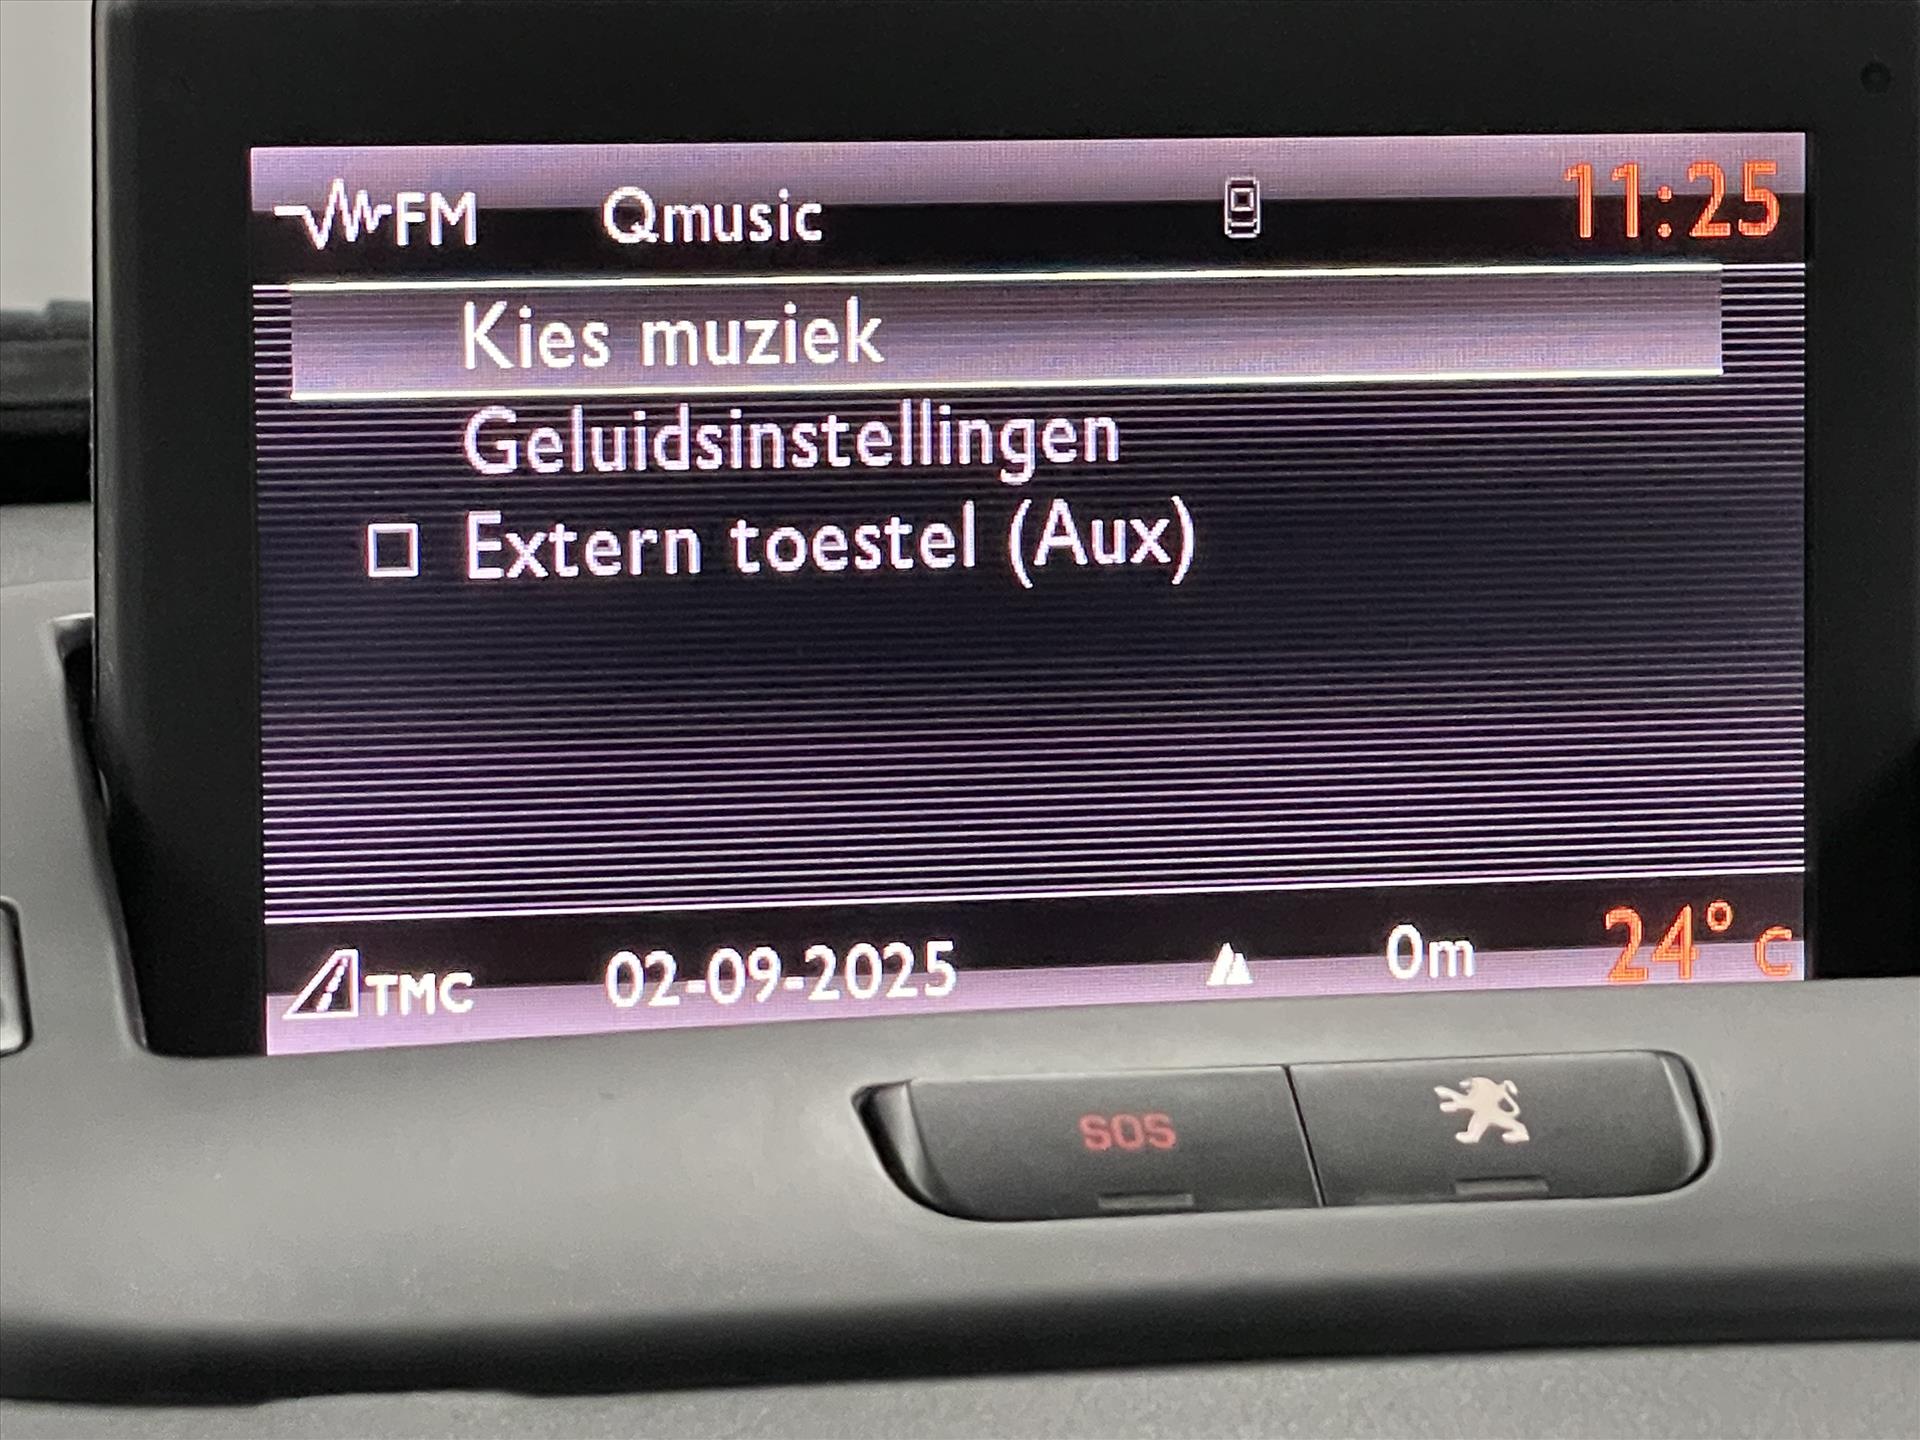 FM Qmusic 11:25
Kies muziek
Geluidsinstellingen
Extern toestel (Aux)
TMC 02-09-2025 0m 24° c
SOS